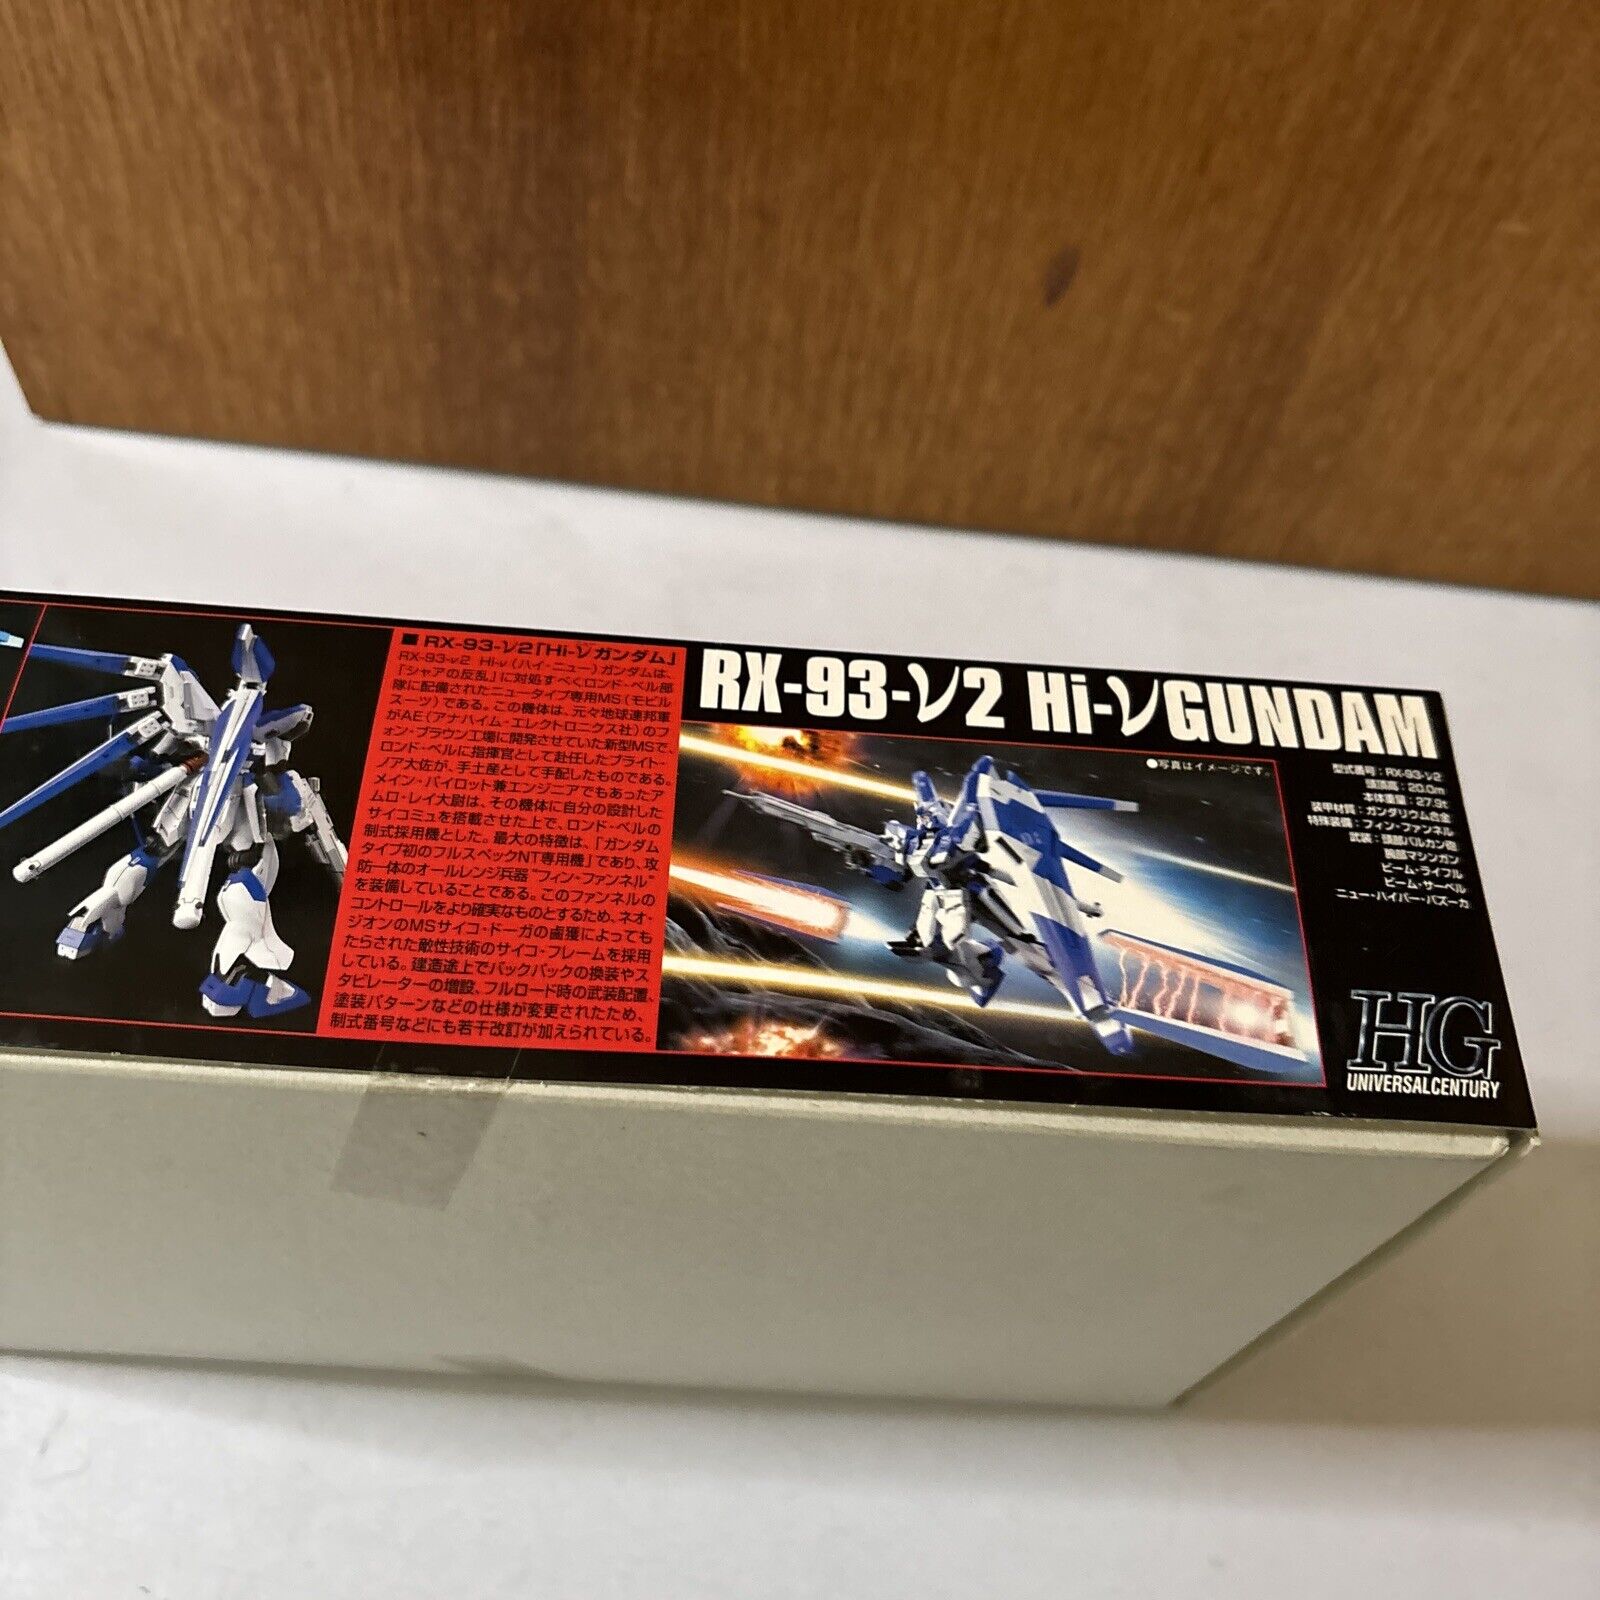 ■RX-93-ν2「Hi-νガンダム」
RX-93-ν2 Hi-ν(ハイ・ニュー)ガンダムは、
「シャアの反乱」に対処すべくロンド・ベル部
隊に配備されたニュータイプ専用MS(モビル
スーツ)である。この機体は、元々地球連邦軍
がAE(アナハイム・エレクトロニクス社)のフ
ォン・ブラウン工場に開発させていた新型MSで、
ロンド・ベルに指揮官として赴任したブライト・
ノア大佐が、手土産として手配したものである。
メイン・パイロット兼エンジニアでもあったア
ムロ・レイ大尉は、その機体に自分の設計した
サイコミュを搭載させた上で、ロンド・ベルの
制式採用機とした。最大の特徴は、「ガンダム
タイプ初のフルスペックNT専用機」であり、攻
防一体のオールレンジ兵器"フィン・ファンネル"
を装備していることである。このファンネルの
コントロールをより確実なものとするため、ネオ・
ジオンのMSサイコ・ドーガの鹵獲によっても
たらされた敵性技術のサイコ・フレームを採用
している。建造途上でバックパックの換装やス
タビレーターの増設、フルロード時の武装配置、
塗装パターンなどの仕様が変更されたため、
制式番号などにも若干改訂が加えられている。
RX-93-ν2 Hi-νGUNDAM
●写真はイメージです。
型式番号:RX-93-ν2
頭頂高:20.0m
本体重量:27.9t
装甲材質:ガンダリウム合金
特殊装備:フィン・ファンネル
武装:頭部バルカン砲
腕部マシンガン
ビーム・ライフル
ビーム・サーベル
ニュー・ハイパー・バズーカ
HG
UNIVERSAL CENTURY